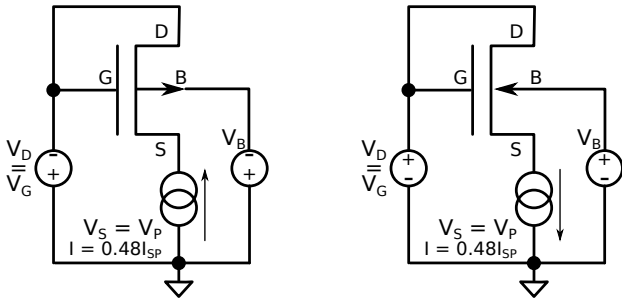 D
G
B
S
V_D
=
V_G
-
+
V_B
-
+
V_S = V_P
I = 0.48I_SP
D
G
B
S
V_D
=
V_G
+
-
V_B
+
-
V_S = V_P
I = 0.48I_SP